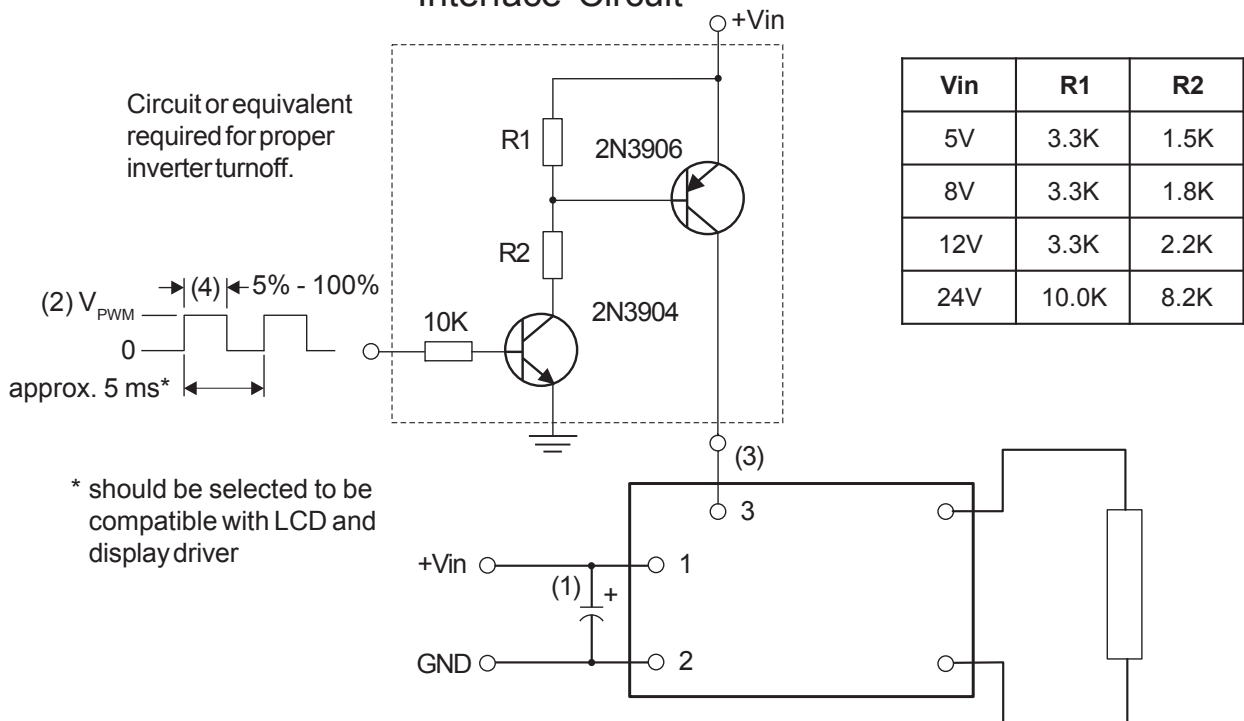 Interface Circuit
+Vin
Circuit or equivalent
required for proper
inverter turnoff.
R1
2N3906
R2
(2) VPWM
(4)
5% - 100%
0
approx. 5 ms*
10K
2N3904
(3)
* should be selected to be
compatible with LCD and
display driver
3
+Vin
1
(1)
+
GND
2
Vin R1 R2
5V 3.3K 1.5K
8V 3.3K 1.8K
12V 3.3K 2.2K
24V 10.0K 8.2K